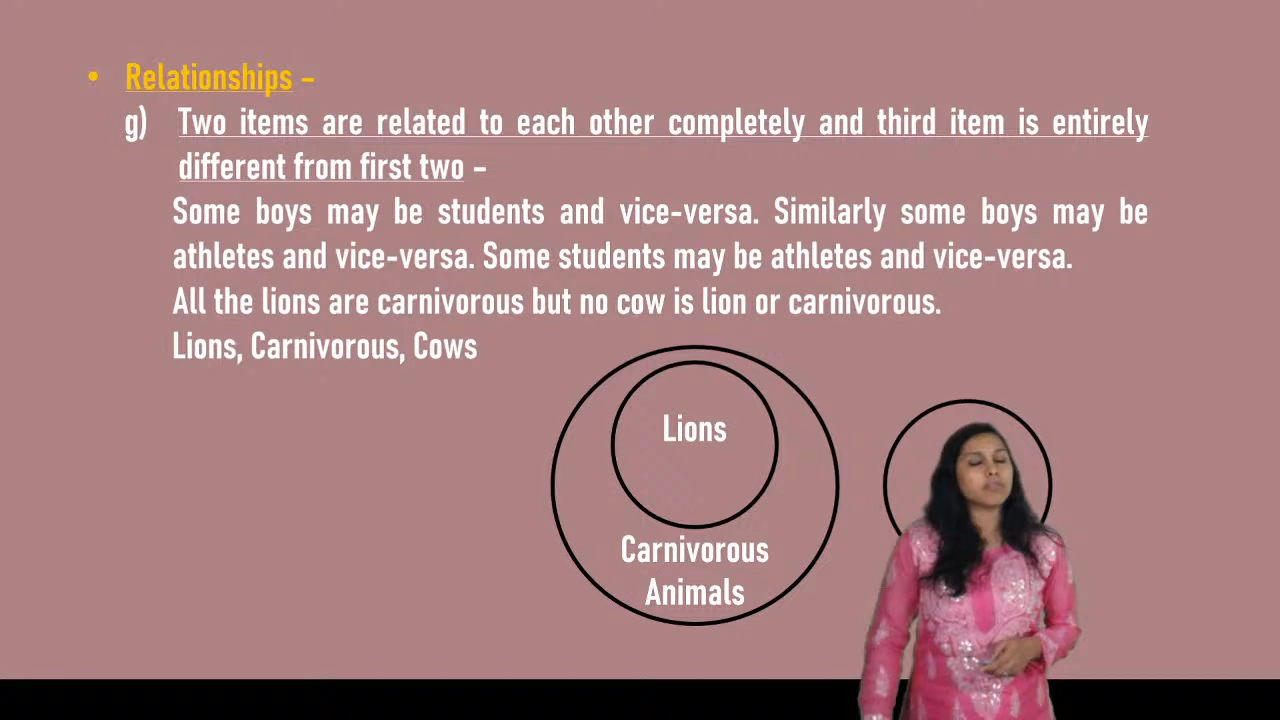 • Relationships –
g) Two items are related to each other completely and third item is entirely
different from first two –
Some boys may be students and vice-versa. Similarly some boys may be
athletes and vice-versa. Some students may be athletes and vice-versa.
All the lions are carnivorous but no cow is lion or carnivorous.
Lions, Carnivorous, Cows
Lions
Carnivorous
Animals